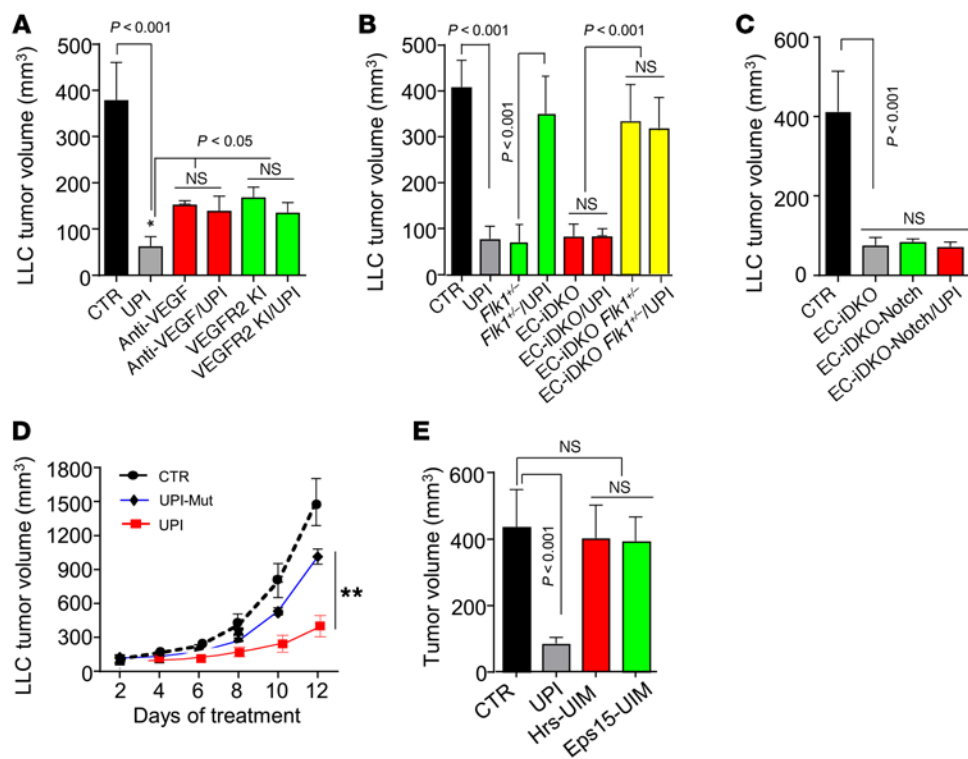 A
P < 0.001
LLC tumor volume (mm3)
500
400
300
200
100
0
P < 0.05
NS
NS
*
CTR
UPI
Anti-VEGF
Anti-VEGF/UPI
VEGFR2 KI
VEGFR2 KI/UPI
B
P < 0.001
P < 0.001
LLC tumor volume (mm3)
500
400
300
200
100
0
P < 0.001
NS
NS
CTR
UPI
Flk1+/–
Flk1+/–/UPI
EC-iDKO
EC-iDKO/UPI
EC-iDKO Flk1+/–
EC-iDKO Flk1+/–/UPI
C
LLC tumor volume (mm3)
600
400
200
0
P < 0.001
NS
CTR
EC-iDKO
EC-iDKO-Notch
EC-iDKO-Notch/UPI
D
LLC tumor volume (mm3)
1800
1500
1200
900
600
300
0
CTR
UPI-Mut
UPI
**
2 4 6 8 10 12
Days of treatment
E
NS
Tumor volume (mm3)
600
400
200
0
P < 0.001
NS
CTR
UPI
Hrs-UIM
Eps15-UIM